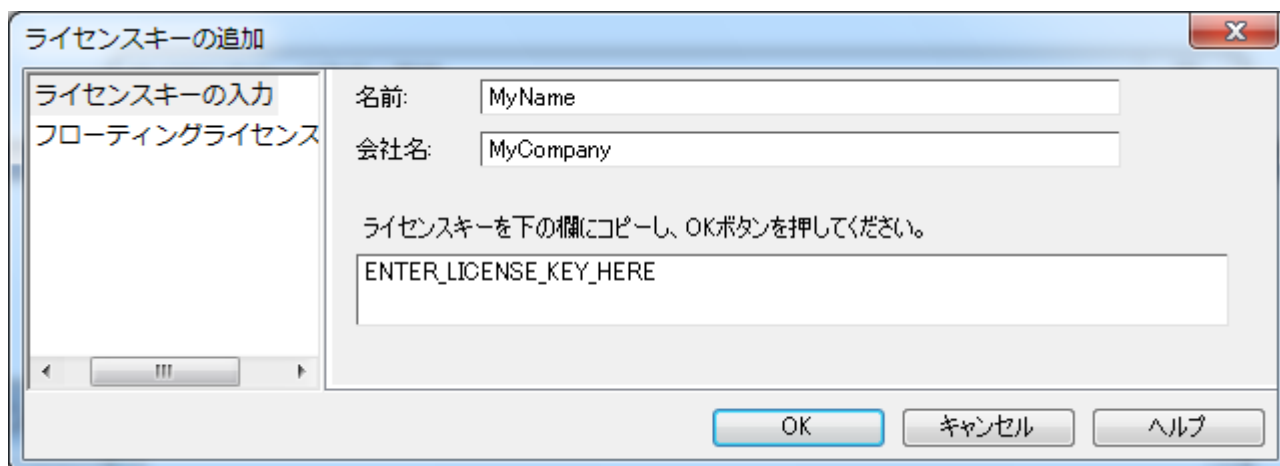 ライセンスキーの追加
ライセンスキーの入力
フローティングライセンス
名前:
MyName
会社名:
MyCompany
ライセンスキーを下の欄にコピーし、OKボタンを押してください。
ENTER_LICENSE_KEY_HERE
OK
キャンセル
ヘルプ